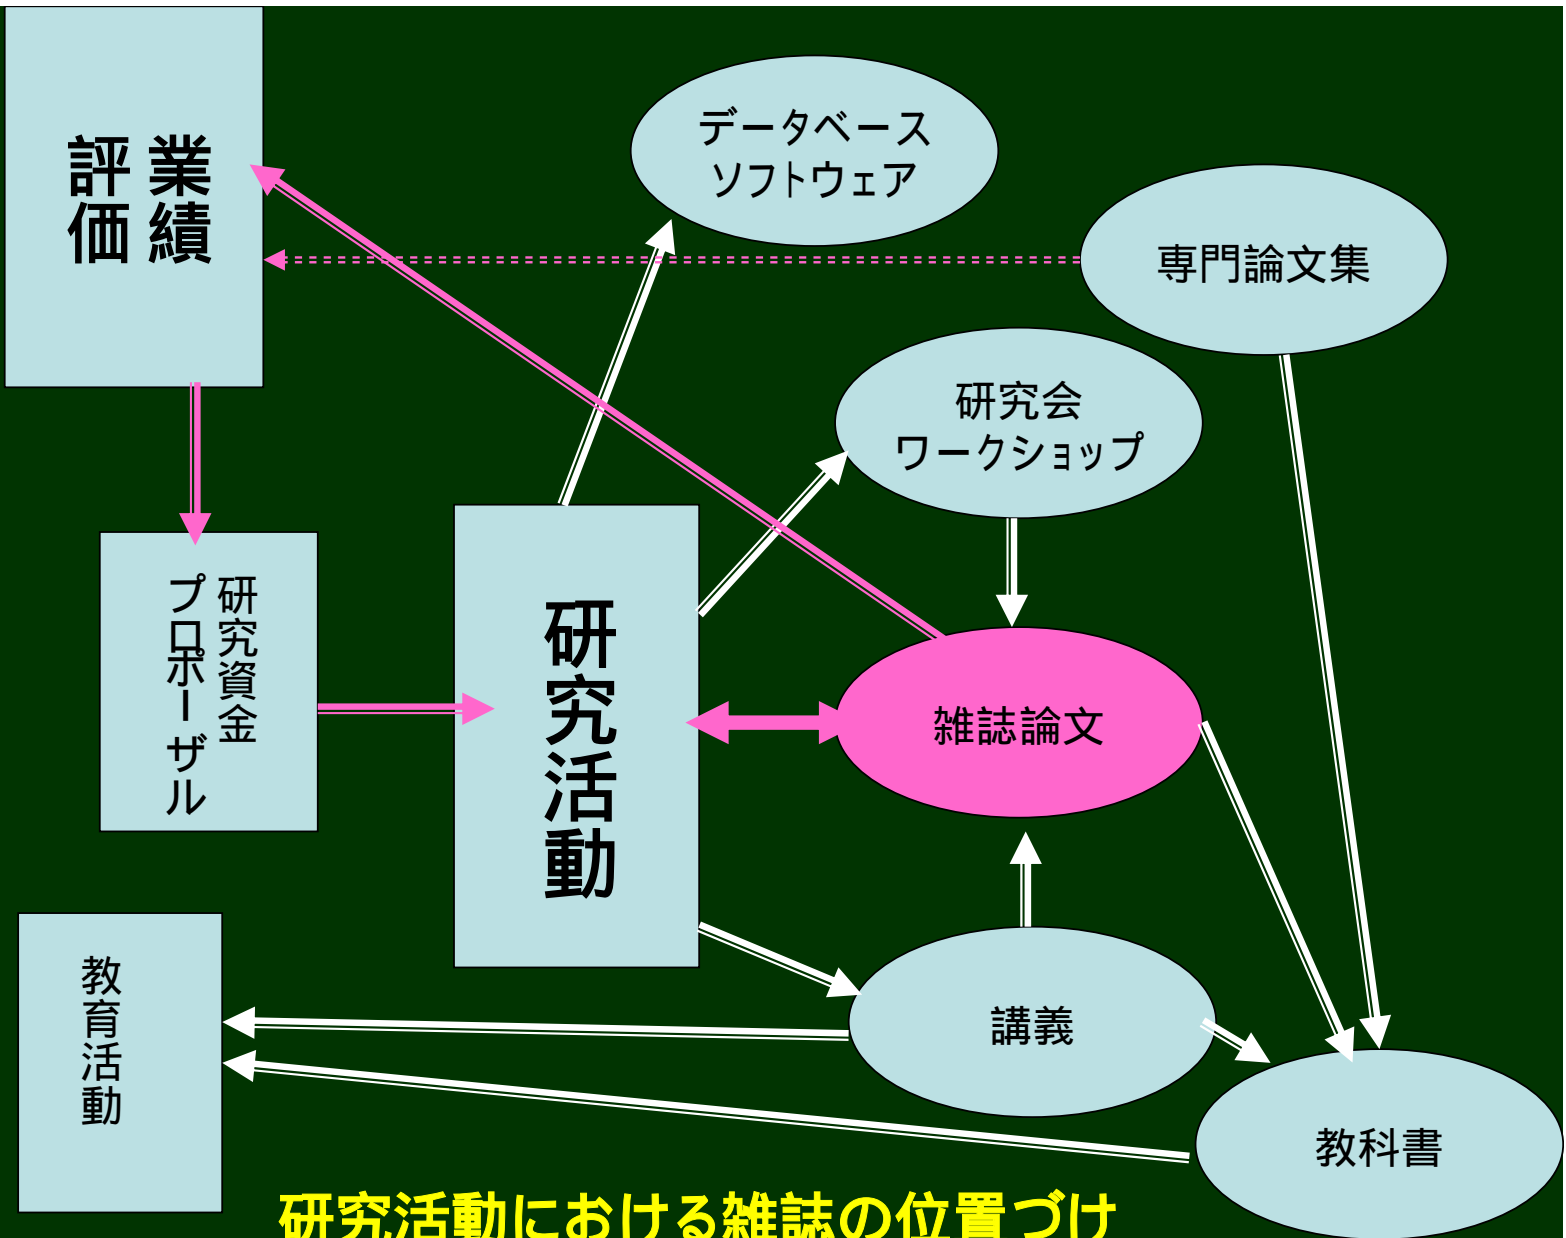 業績
評価
データベース
ソフトウェア
専門論文集
研究会
ワークショップ
研究資金
プロポーザル
研究活動
雑誌論文
教育活動
講義
教科書
研究活動における雑誌の位置づけ